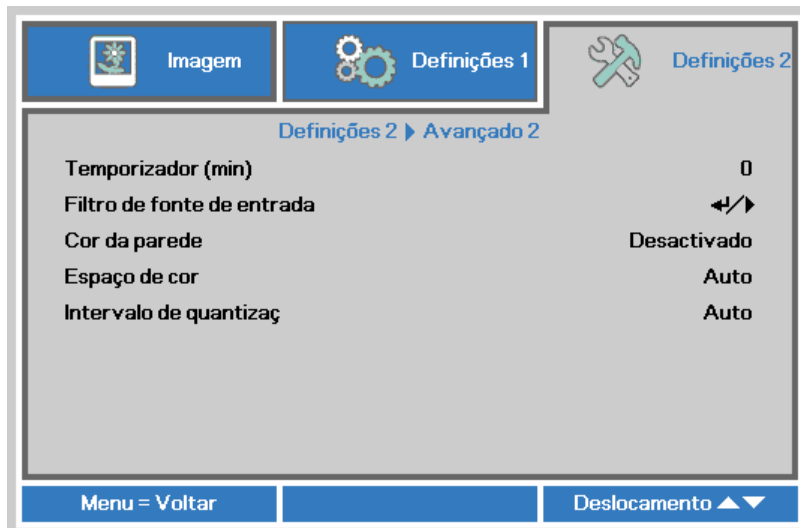 Imagem
Definições 1
Definições 2
Definições 2 Avançado 2
Temporizador (min) 0
Filtro de fonte de entrada /
Cor da parede Desactivado
Espaço de cor Auto
Intervalo de quantizaç Auto
Menu = Voltar
Deslocamento